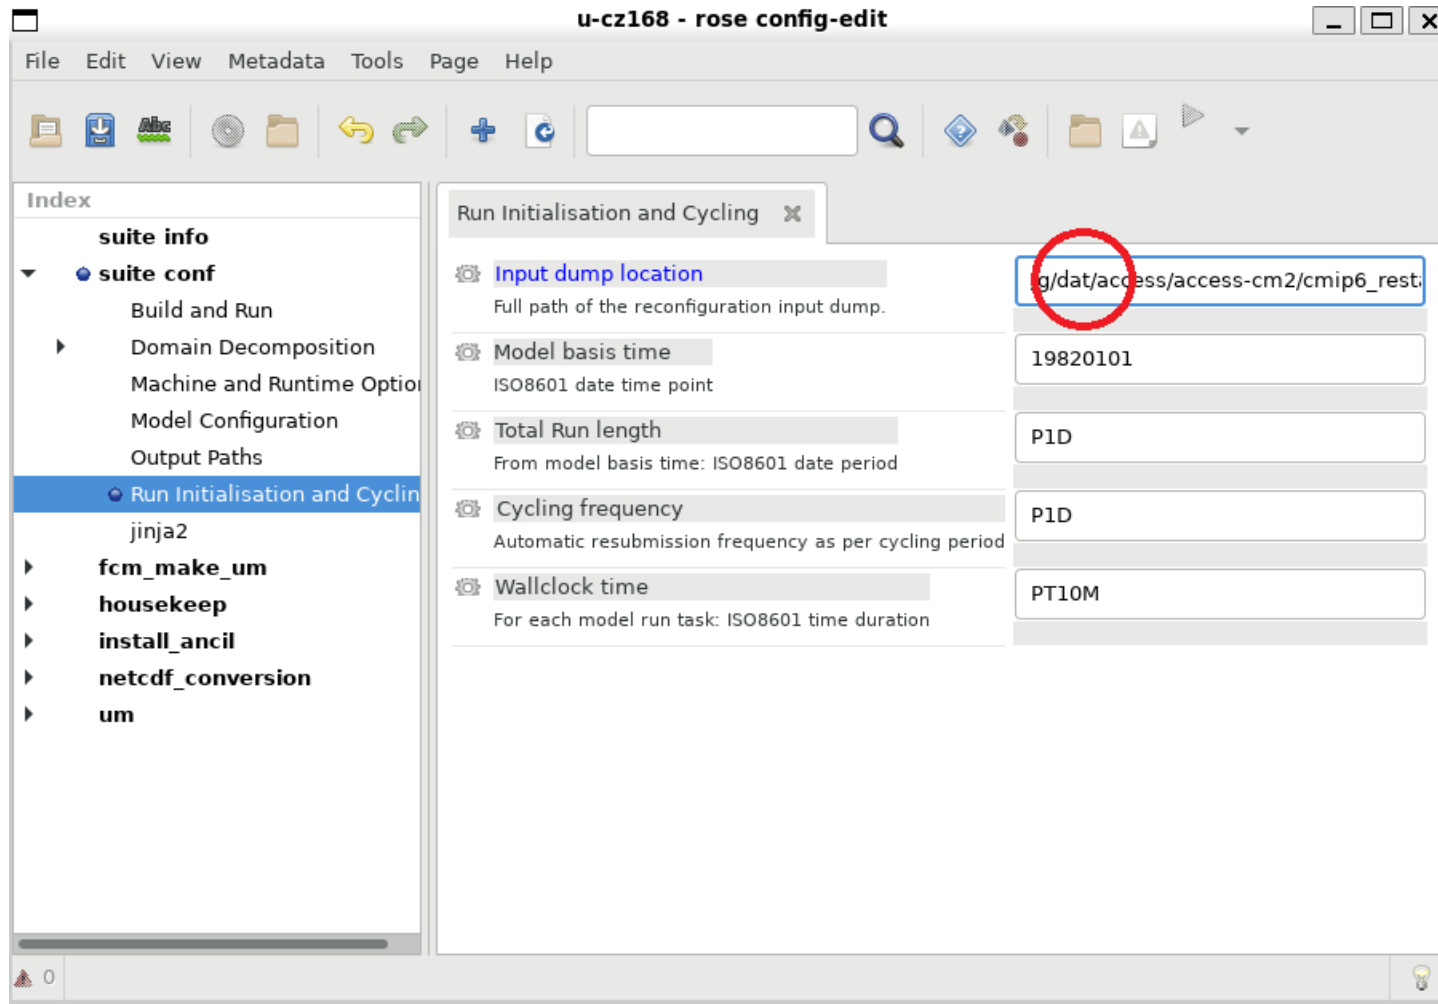 u-cz168 - rose config-edit
File Edit View Metadata Tools Page Help
Abc
Index
suite info
suite conf
Build and Run
Domain Decomposition
Machine and Runtime Optio
Model Configuration
Output Paths
Run Initialisation and Cyclin
jinja2
fcm_make_um
housekeep
install_ancil
netcdf_conversion
um
Run Initialisation and Cycling
Input dump location
/g/dat/access/access-cm2/cmip6_resta
Full path of the reconfiguration input dump.
Model basis time
19820101
ISO8601 date time point
Total Run length
P1D
From model basis time: ISO8601 date period
Cycling frequency
P1D
Automatic resubmission frequency as per cycling period
Wallclock time
PT10M
For each model run task: ISO8601 time duration
0